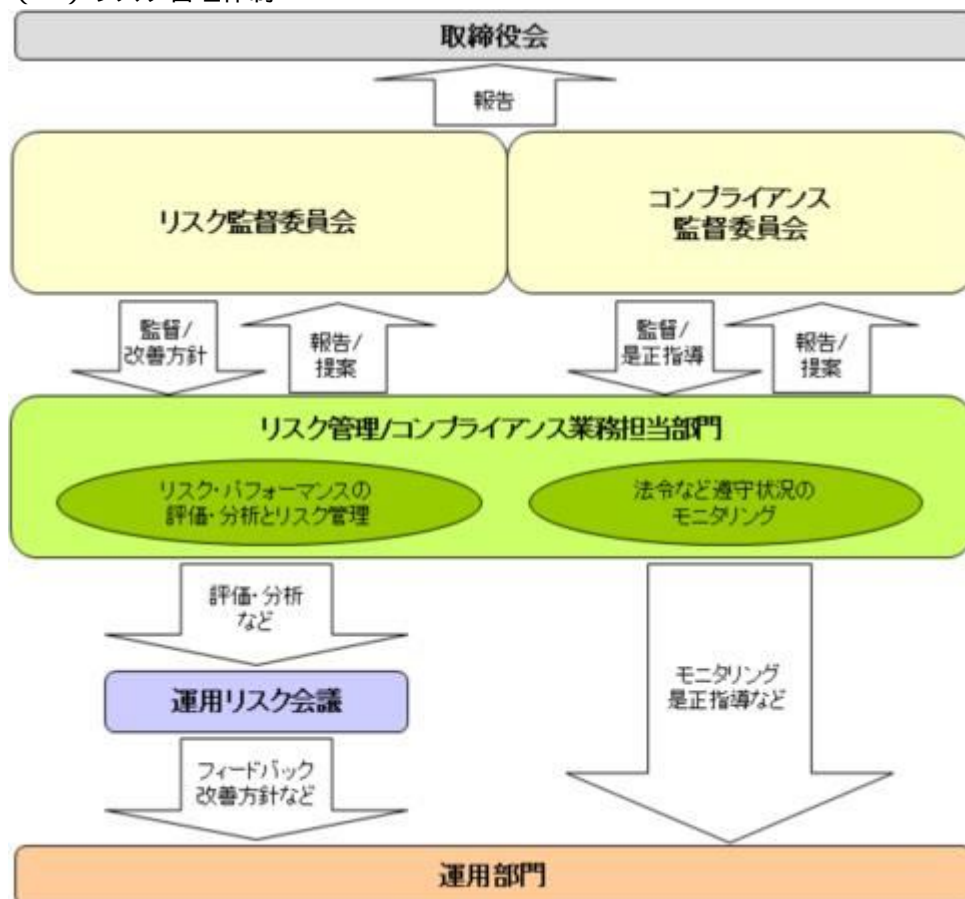 取締役会
報告
リスク監督委員会
コンプライアンス
監督委員会
監督/
改善方針
報告/
提案
監督/
是正指導
報告/
提案
リスク管理/コンプライアンス業務担当部門
リスク・パフォーマンスの
評価・分析とリスク管理
法令など遵守状況の
モニタリング
評価・分析
など
運用リスク会議
モニタリング
是正指導など
フィードバック
改善方針など
運用部門